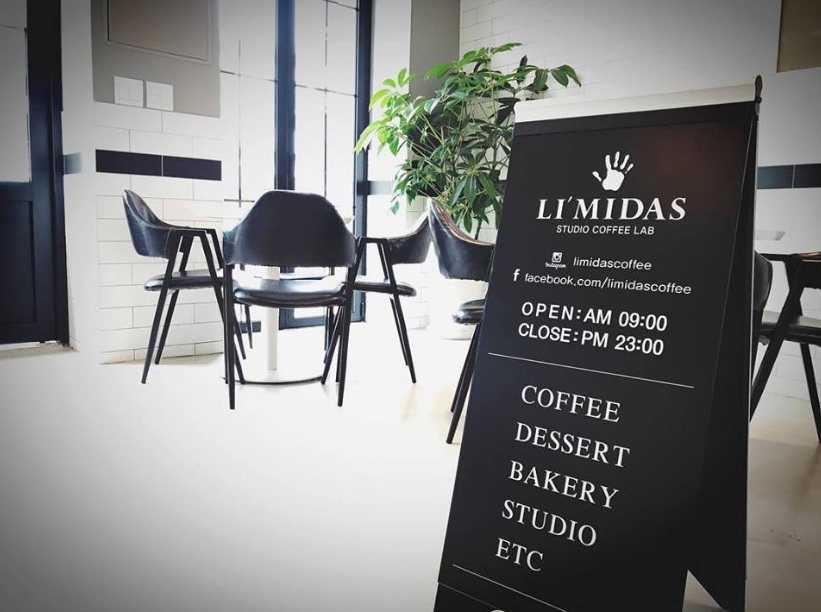 LI'MIDAS
STUDIO COFFEE LAB
Instagram limidascoffee
f facebook.com/limidascoffee
OPEN:AM 09:00
CLOSE:PM 23:00
COFFEE
DESSERT
BAKERY
STUDIO
ETC